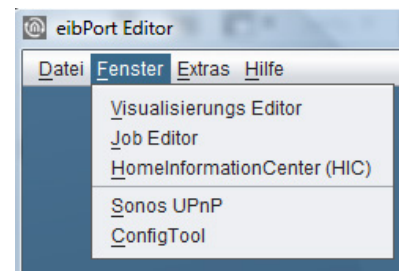 eibPort Editor
Datei Fenster Extras Hilfe
Visualisierungs Editor
Job Editor
HomeInformationCenter (HIC)
Sonos UPnP
ConfigTool